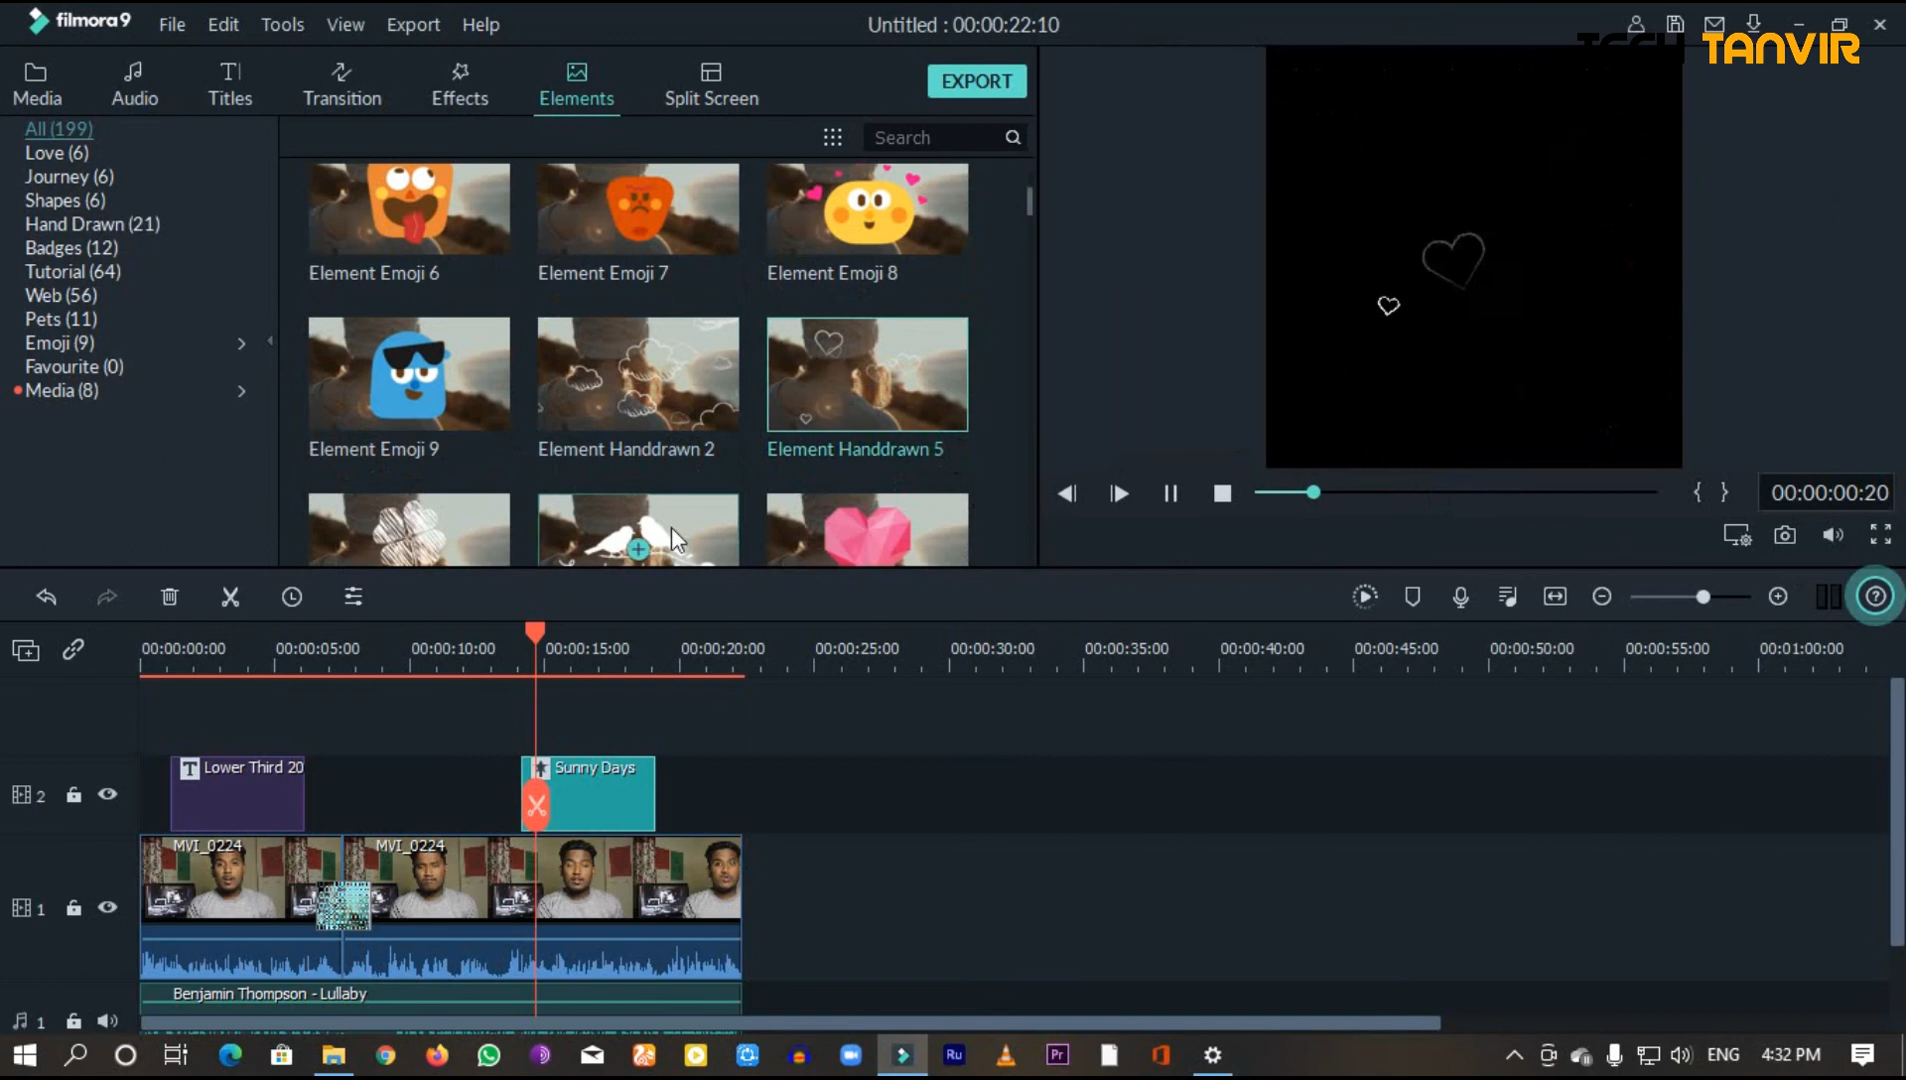 filmora9
File
Edit
Tools
View
Export
Help
Untitled : 00:00:22:10
TECH TANVIR
Media
Audio
Titles
Transition
Effects
Elements
Split Screen
EXPORT
All (199)
Love (6)
Journey (6)
Shapes (6)
Hand Drawn (21)
Badges (12)
Tutorial (64)
Web (56)
Pets (11)
Emoji (9)
Favourite (0)
Media (8)
Search
Element Emoji 6
Element Emoji 7
Element Emoji 8
Element Emoji 9
Element Handdrawn 2
Element Handdrawn 5
00:00:00:20
00:00:00:00
00:00:05:00
00:00:10:00
00:00:15:00
00:00:20:00
00:00:25:00
00:00:30:00
00:00:35:00
00:00:40:00
00:00:45:00
00:00:50:00
00:00:55:00
00:01:00:00
2
T Lower Third 20
Sunny Days
1
MVI_0224
MVI_0224
Benjamin Thompson - Lullaby
1
Ru
Pr
ENG
4:32 PM